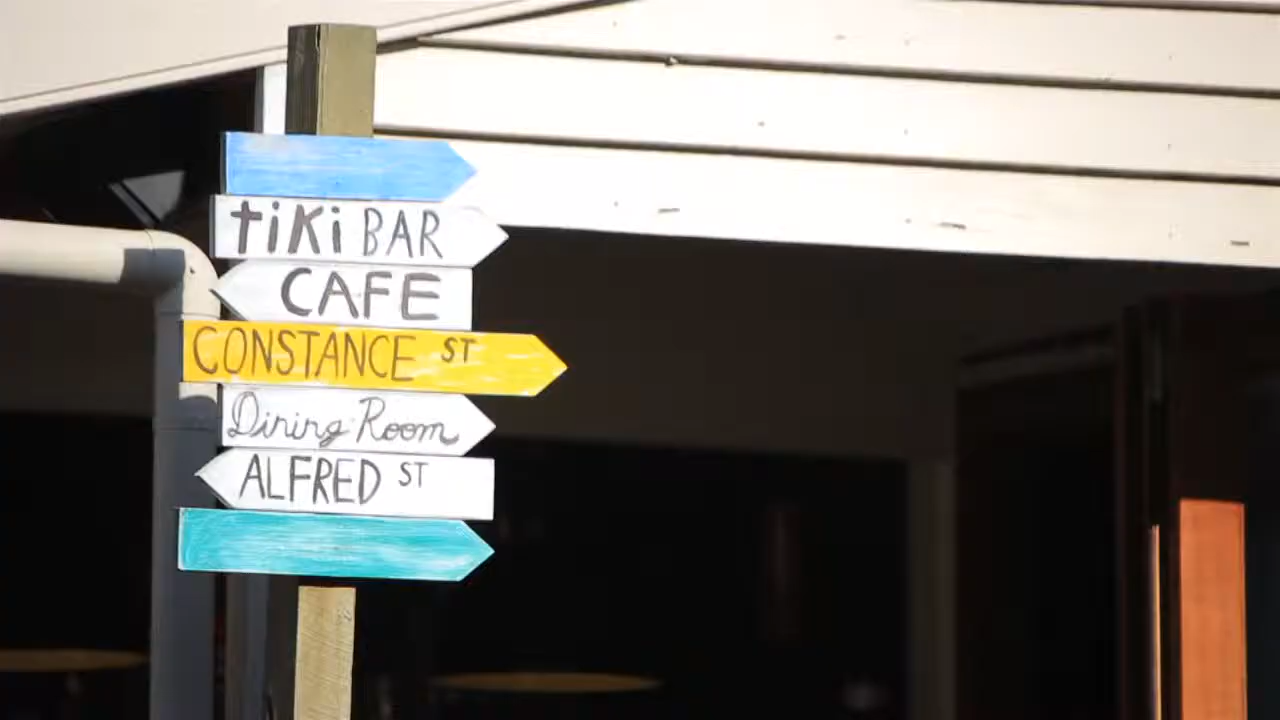 tiki BAR
CAFE
CONSTANCE ST
Dining Room
ALFRED ST